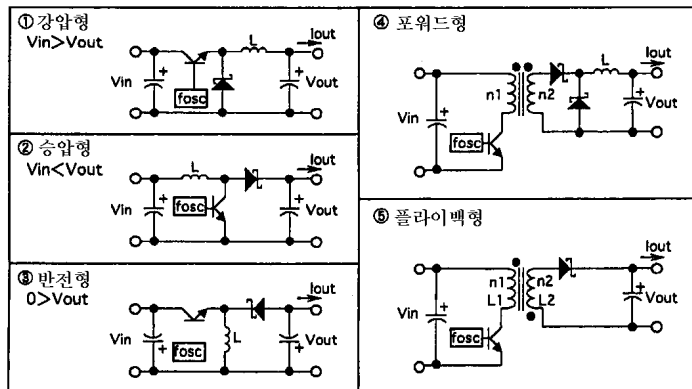 ① 강압형
Vin>Vout
Iout
L
Vin
+
fosc
+
Vout
② 승압형
Vin<Vout
Iout
L
Vin
+
fosc
+
Vout
③ 반전형
0>Vout
Iout
Vin
+
fosc
L
Vout
+
④ 포워드형
Iout
L
n1
n2
Vin
+
+
Vout
fosc
⑤ 플라이백형
Iout
n1
n2
L1
L2
Vin
+
+
Vout
fosc